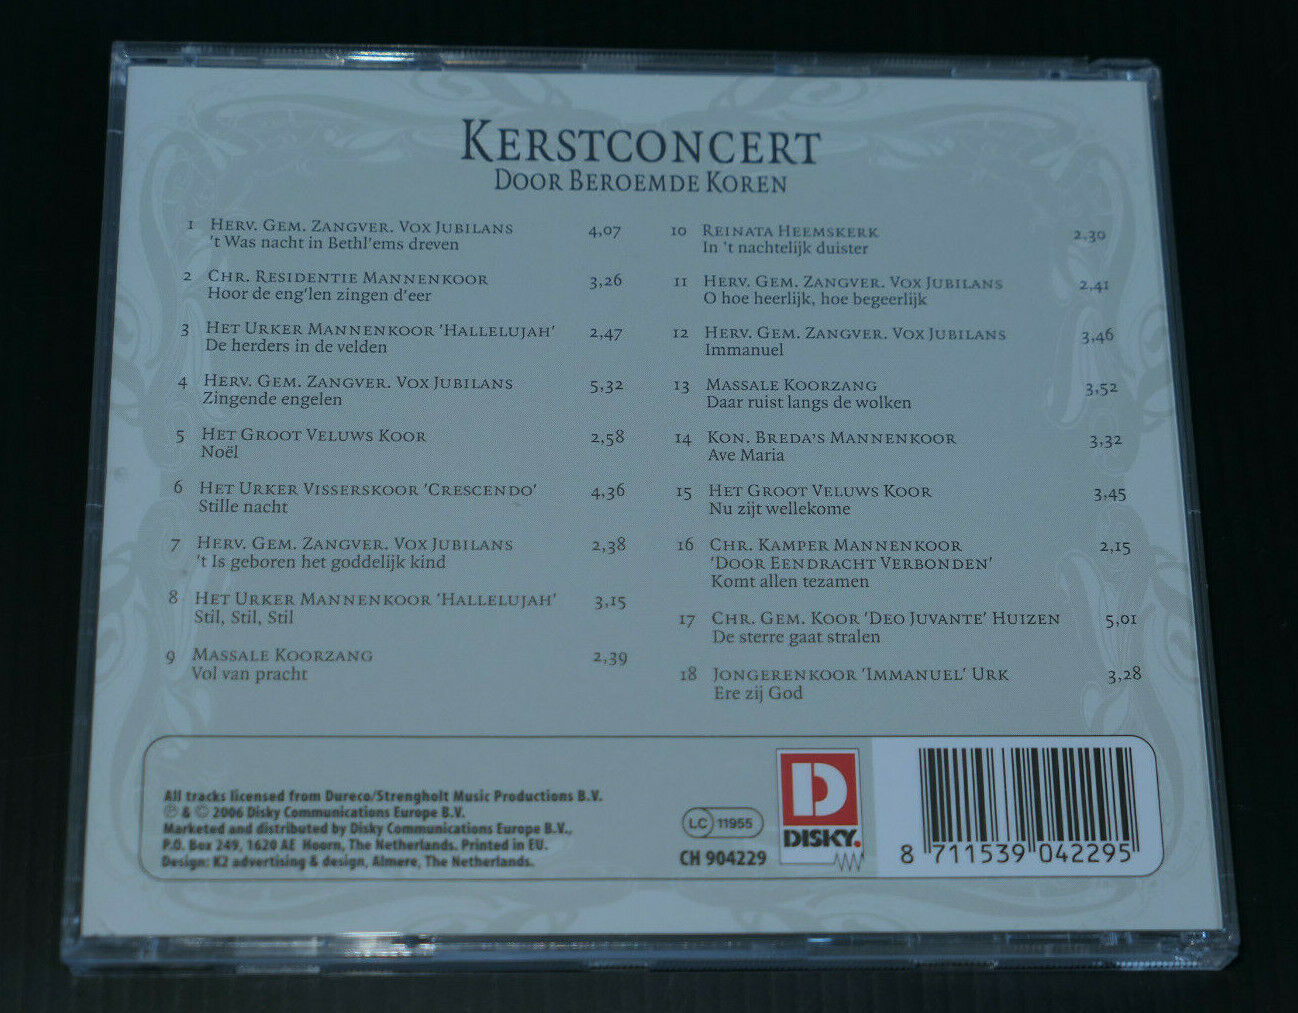 KERSTCONCERT
DOOR BEROEMDE KOREN
1 HERV. GEM. ZANGVER. VOX JUBILANS 4,07
't Was nacht in Bethl'ems dreven
2 CHR. RESIDENTIE MANNENKOOR 3,26
Hoor de eng'len zingen d'eer
3 HET URKER MANNENKOOR 'HALLELUJAH' 2,47
De herders in de velden
4 HERV. GEM. ZANGVER. VOX JUBILANS 5,32
Zingende engelen
5 HET GROOT VELUWS KOOR 2,58
Noël
6 HET URKER VISSERSKOOR 'CRESCENDO' 4,36
Stille nacht
7 HERV. GEM. ZANGVER. VOX JUBILANS 2,38
't Is geboren het goddelijk kind
8 HET URKER MANNENKOOR 'HALLELUJAH' 3,15
Stil, Stil, Stil
9 MASSALE KOORZANG 2,39
Vol van pracht
10 REINATA HEEMSKERK 2,30
In 't nachtelijk duister
11 HERV. GEM. ZANGVER. VOX JUBILANS 2,41
O hoe heerlijk, hoe begeerlijk
12 HERV. GEM. ZANGVER. VOX JUBILANS 3,46
Immanuel
13 MASSALE KOORZANG 3,52
Daar ruist langs de wolken
14 KON. BREDA'S MANNENKOOR 3,32
Ave Maria
15 HET GROOT VELUWS KOOR 3,45
Nu zijt wellekome
16 CHR. KAMPER MANNENKOOR 2,15
'DOOR EENDRACHT VERBONDEN'
Komt allen tezamen
17 CHR. GEM. KOOR 'DEO JUVANTE' HUIZEN 5,01
De sterre gaat stralen
18 JONGERENKOOR 'IMMANUEL' URK 3,28
Ere zij God
All tracks licensed from Dureco/Strengholt Music Productions B.V.
℗ & © 2006 Disky Communications Europe B.V.
Marketed and distributed by Disky Communications Europe B.V.,
P.O. Box 249, 1620 AE Hoorn, The Netherlands. Printed in EU.
Design: K2 advertising & design, Almere, The Netherlands.
LC 11955
CH 904229
D
DISKY.
8 711539 042295